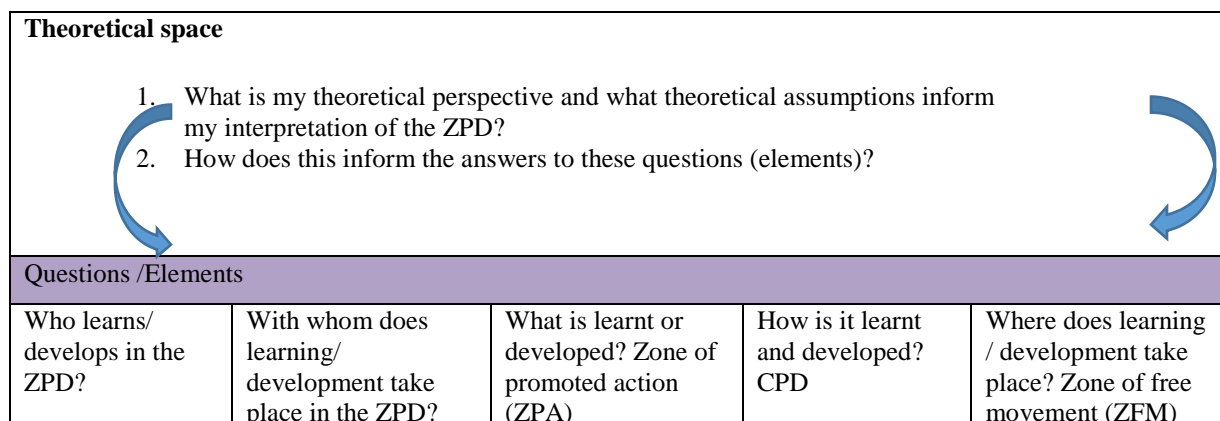 Theoretical space
1. What is my theoretical perspective and what theoretical assumptions inform
my interpretation of the ZPD?
2. How does this inform the answers to these questions (elements)?
Questions /Elements
Who learns/
develops in the
ZPD?
With whom does
learning/
development take
place in the ZPD?
What is learnt or
developed? Zone of
promoted action
(ZPA)
How is it learnt
and developed?
CPD
Where does learning
/ development take
place? Zone of free
movement (ZFM)